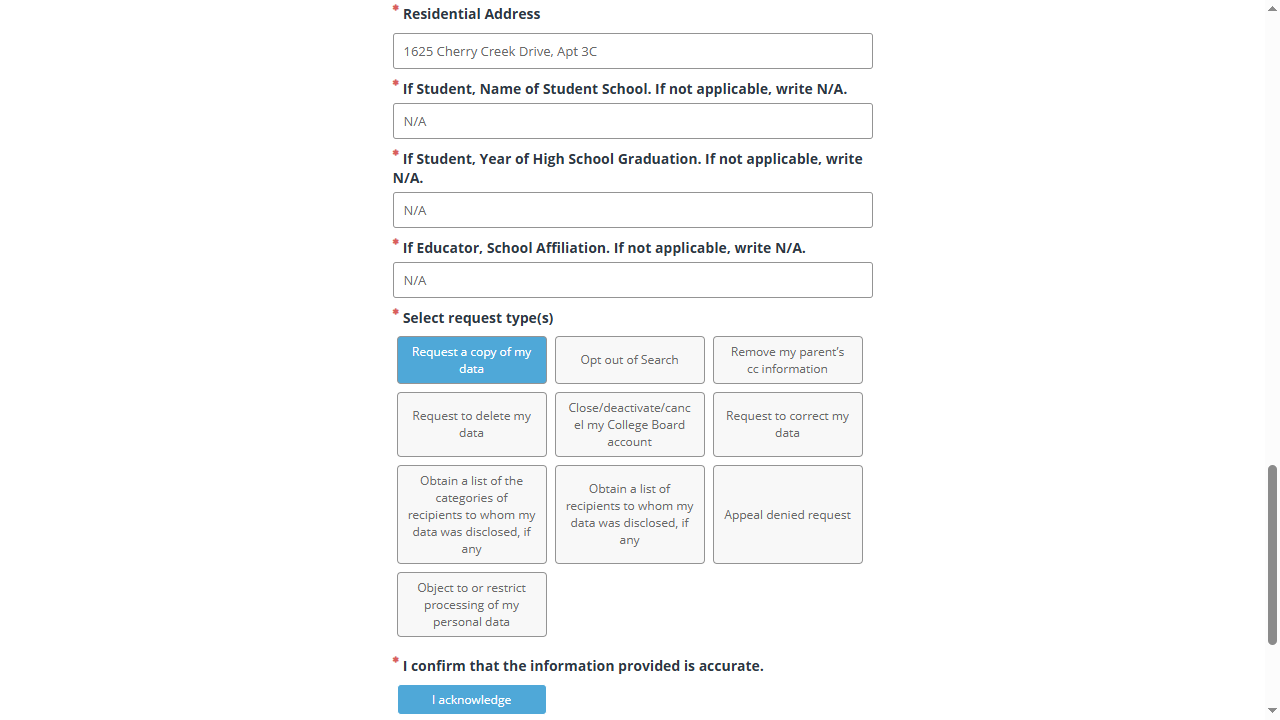 * Residential Address
1625 Cherry Creek Drive, Apt 3C
* If Student, Name of Student School. If not applicable, write N/A.
N/A
* If Student, Year of High School Graduation. If not applicable, write
N/A.
N/A
* If Educator, School Affiliation. If not applicable, write N/A.
N/A
* Select request type(s)
Request a copy of my
data
Opt out of Search
Remove my parent's
cc information
Request to delete my
data
Close/deactivate/canc
el my College Board
account
Request to correct my
data
Obtain a list of the
categories of
recipients to whom my
data was disclosed, if
any
Obtain a list of
recipients to whom my
data was disclosed, if
any
Appeal denied request
Object to or restrict
processing of my
personal data
* I confirm that the information provided is accurate.
I acknowledge